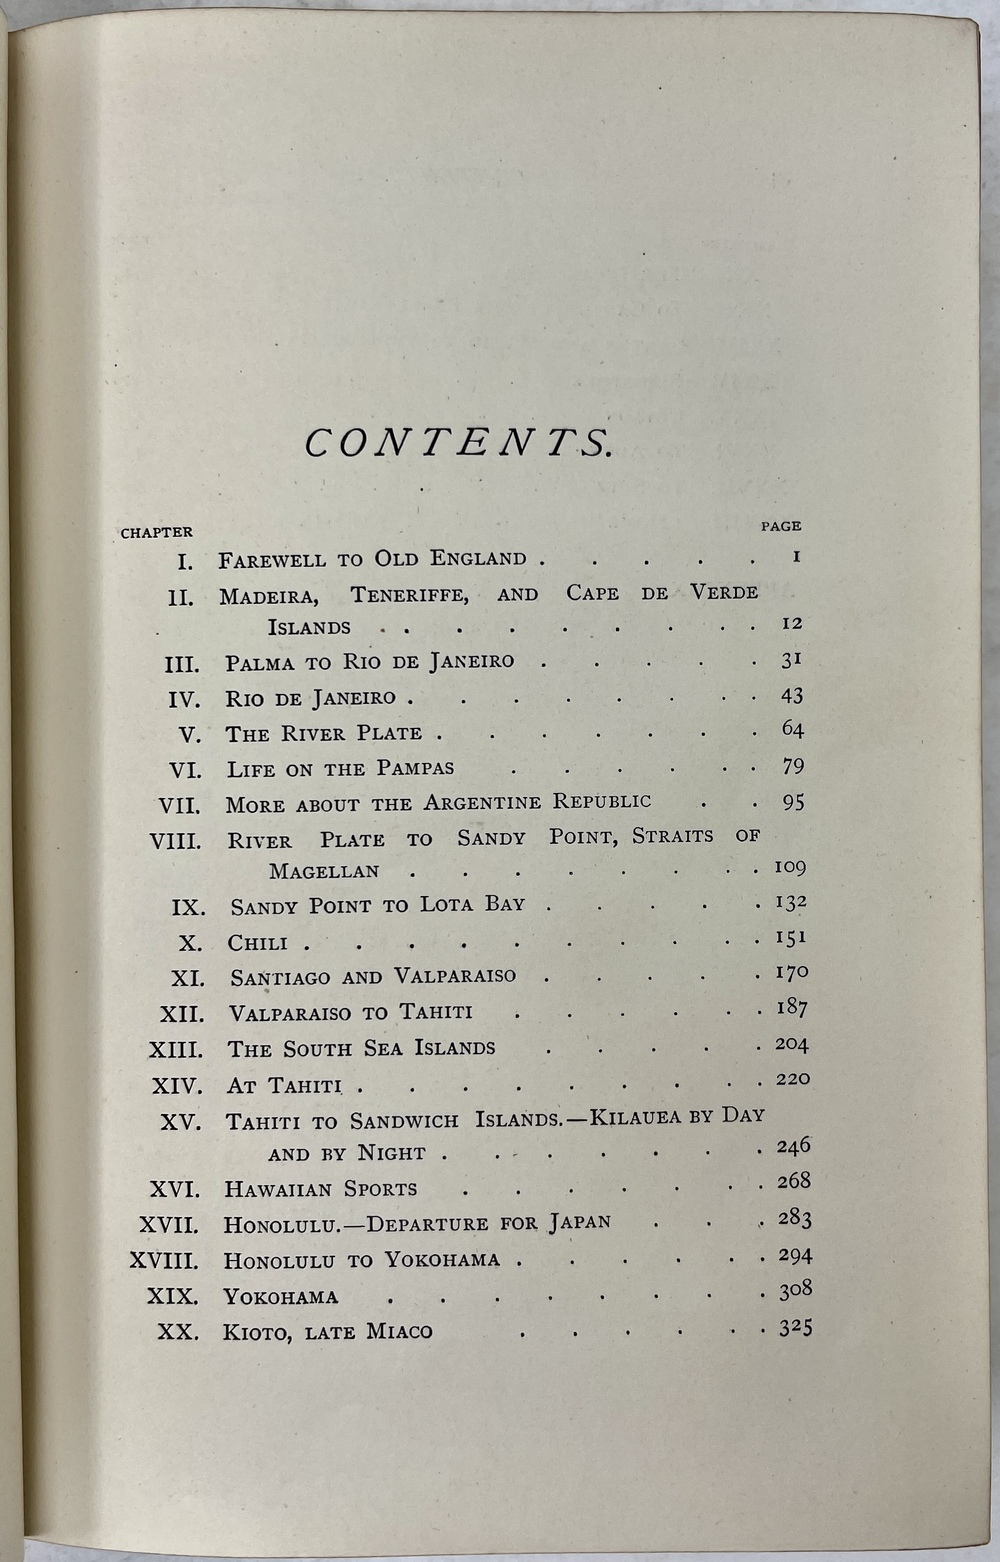 CONTENTS.
CHAPTER PAGE
I. FAREWELL TO OLD ENGLAND . . . . . 1
II. MADEIRA, TENERIFFE, AND CAPE DE VERDE
ISLANDS . . . . . . . . . 12
III. PALMA TO RIO DE JANEIRO . . . . . 31
IV. RIO DE JANEIRO . . . . . . . . 43
V. THE RIVER PLATE . . . . . . . 64
VI. LIFE ON THE PAMPAS . . . . . . 79
VII. MORE ABOUT THE ARGENTINE REPUBLIC . . 95
VIII. RIVER PLATE TO SANDY POINT, STRAITS OF
MAGELLAN . . . . . . . . 109
IX. SANDY POINT TO LOTA BAY . . . . . 132
X. CHILI . . . . . . . . . . 151
XI. SANTIAGO AND VALPARAISO . . . . . 170
XII. VALPARAISO TO TAHITI . . . . . . 187
XIII. THE SOUTH SEA ISLANDS . . . . . 204
XIV. AT TAHITI . . . . . . . . . 220
XV. TAHITI TO SANDWICH ISLANDS.—KILAUEA BY DAY
AND BY NIGHT . . . . . . . 246
XVI. HAWAIIAN SPORTS . . . . . . . 268
XVII. HONOLULU.—DEPARTURE FOR JAPAN . . . 283
XVIII. HONOLULU TO YOKOHAMA . . . . . . 294
XIX. YOKOHAMA . . . . . . . . 308
XX. KIOTO, LATE MIACO . . . . . . 325